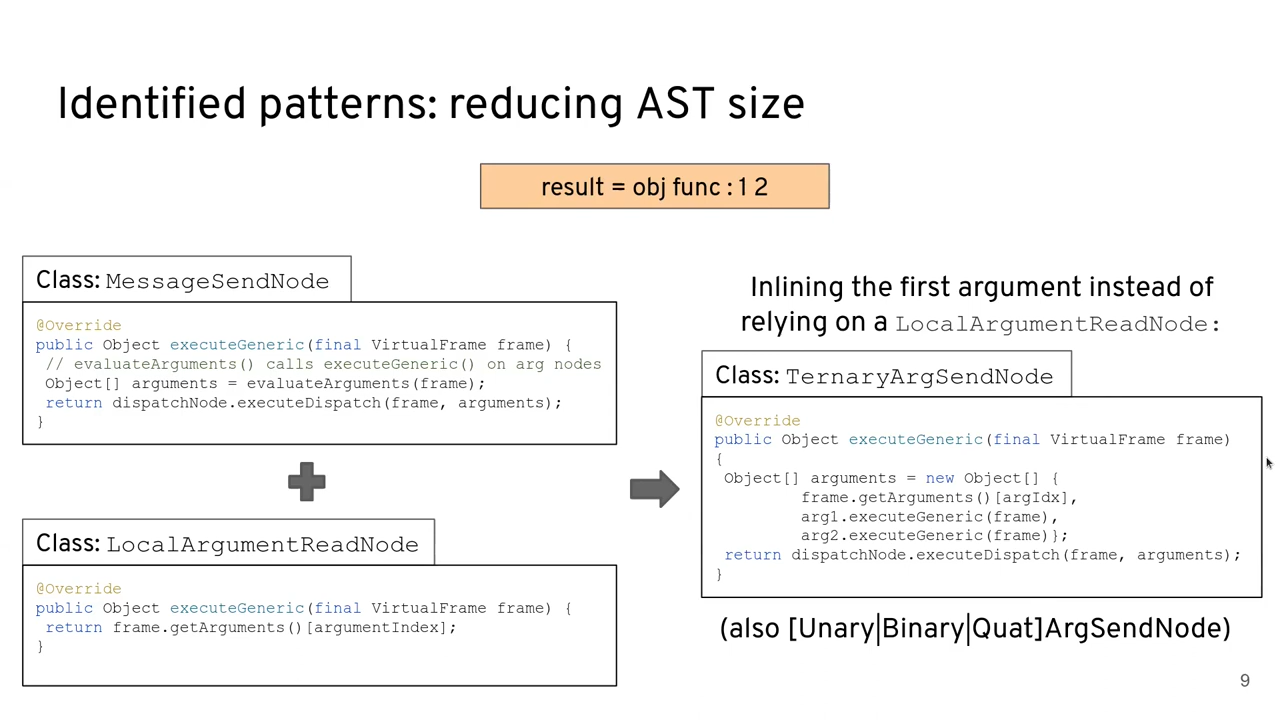 Identified patterns: reducing AST size
result = obj func : 1 2
Class: MessageSendNode
@Override
public Object executeGeneric(final VirtualFrame frame) {
// evaluateArguments() calls executeGeneric() on arg nodes
Object[] arguments = evaluateArguments(frame);
return dispatchNode.executeDispatch(frame, arguments);
}
Class: LocalArgumentReadNode
@Override
public Object executeGeneric(final VirtualFrame frame) {
return frame.getArguments()[argumentIndex];
}
Inlining the first argument instead of
relying on a LocalArgumentReadNode:
Class: TernaryArgSendNode
@Override
public Object executeGeneric(final VirtualFrame frame)
{
Object[] arguments = new Object[] {
frame.getArguments()[argIdx],
arg1.executeGeneric(frame),
arg2.executeGeneric(frame)};
return dispatchNode.executeDispatch(frame, arguments);
}
(also [Unary|Binary|Quat]ArgSendNode)
9